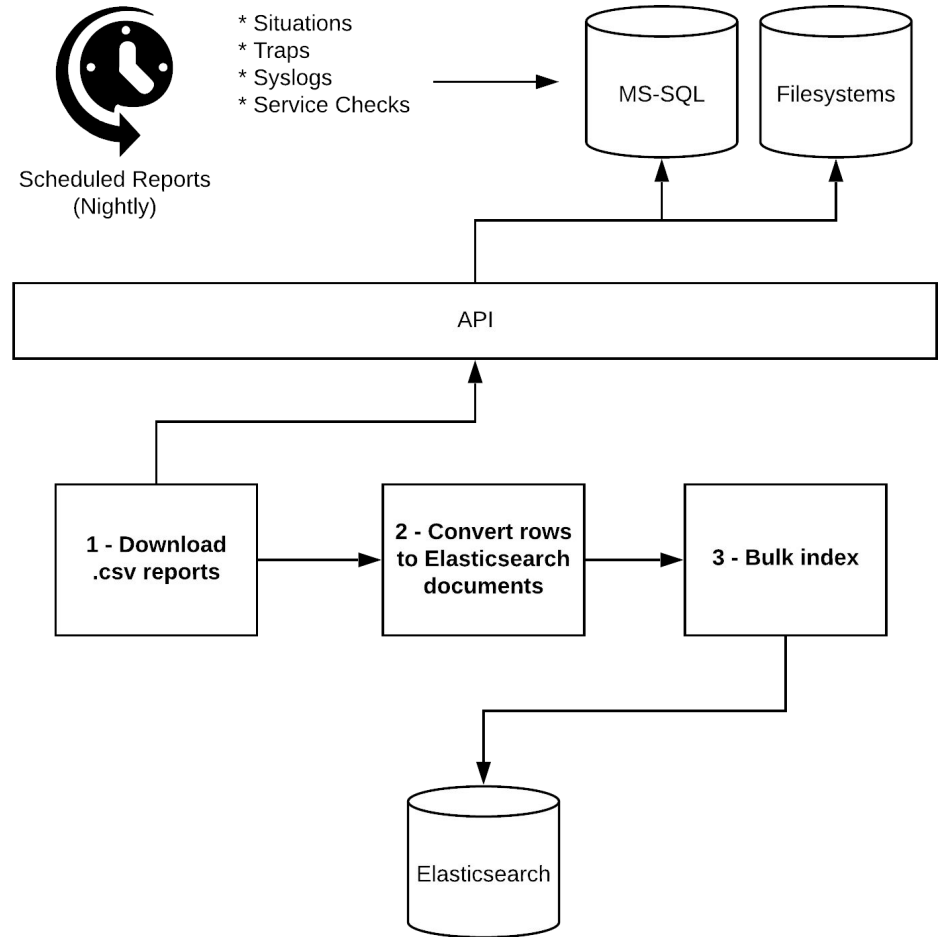 * Situations
* Traps
* Syslogs
* Service Checks
Scheduled Reports
(Nightly)
MS-SQL
Filesystems
API
1 - Download
.csv reports
2 - Convert rows
to Elasticsearch
documents
3 - Bulk index
Elasticsearch